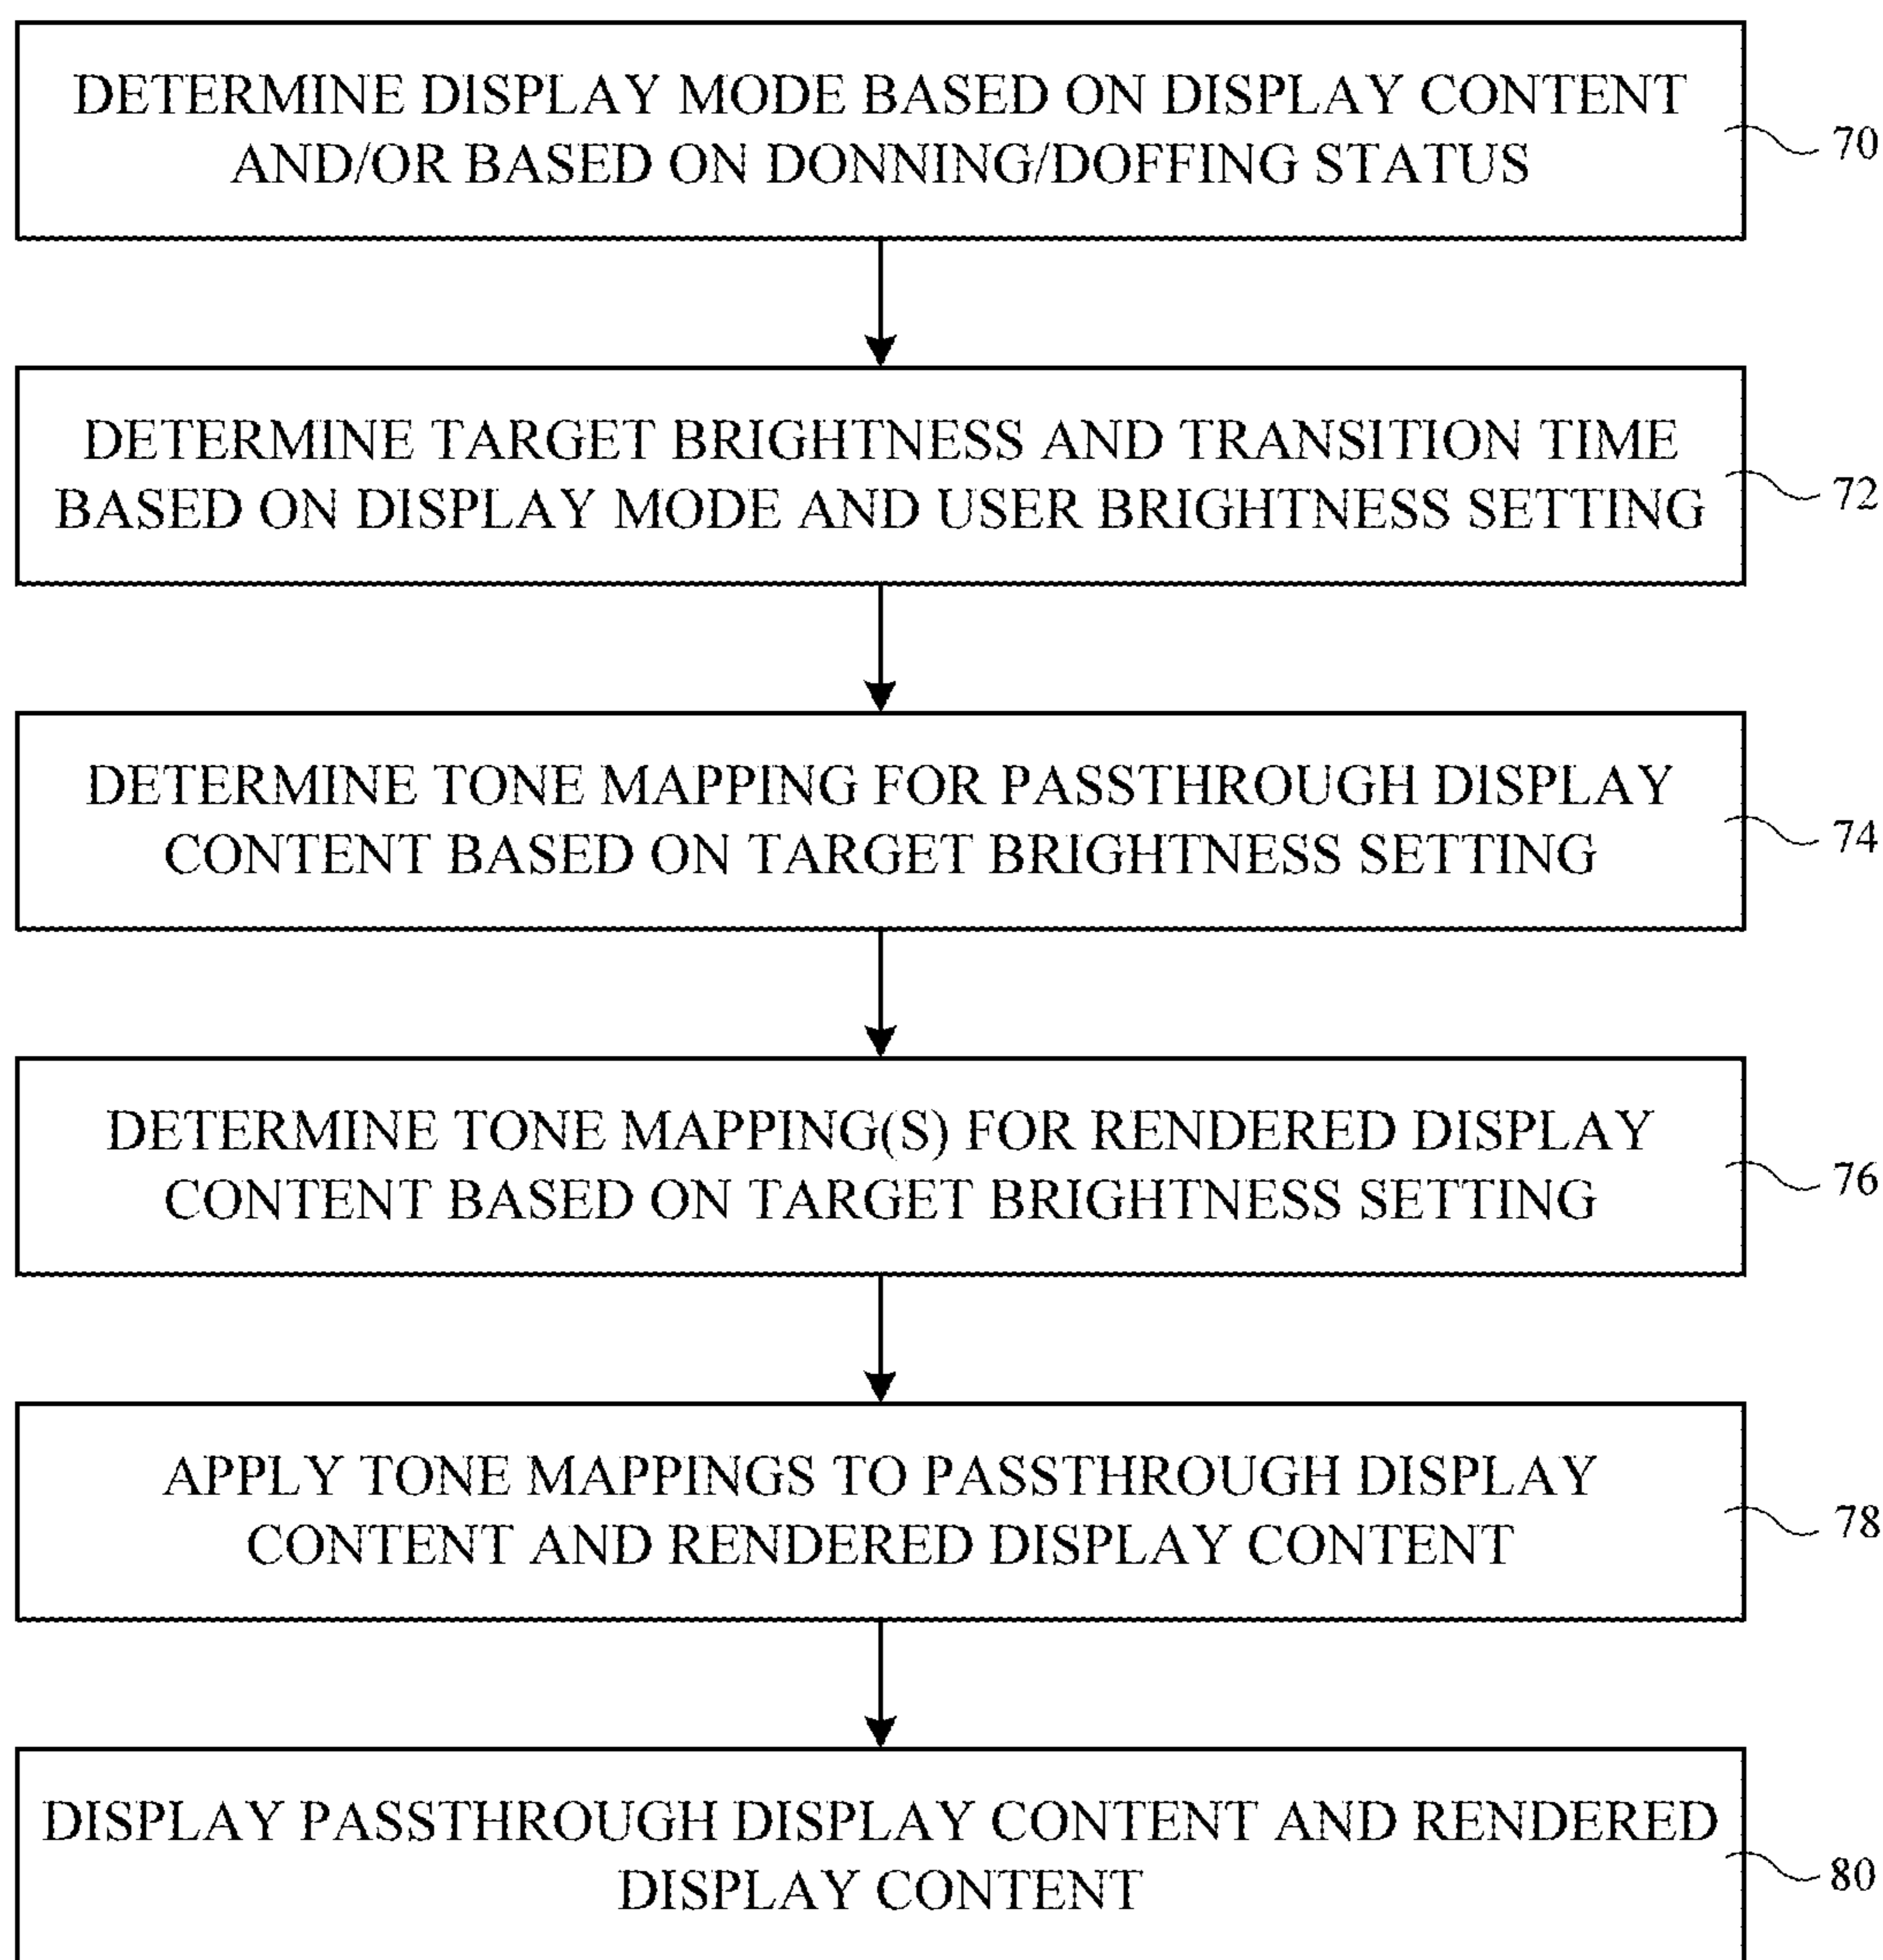 DETERMINE DISPLAY MODE BASED ON DISPLAY CONTENT
AND/OR BASED ON DONNING/DOFFING STATUS
70
DETERMINE TARGET BRIGHTNESS AND TRANSITION TIME
BASED ON DISPLAY MODE AND USER BRIGHTNESS SETTING
72
DETERMINE TONE MAPPING FOR PASSTHROUGH DISPLAY
CONTENT BASED ON TARGET BRIGHTNESS SETTING
74
DETERMINE TONE MAPPING(S) FOR RENDERED DISPLAY
CONTENT BASED ON TARGET BRIGHTNESS SETTING
76
APPLY TONE MAPPINGS TO PASSTHROUGH DISPLAY
CONTENT AND RENDERED DISPLAY CONTENT
78
DISPLAY PASSTHROUGH DISPLAY CONTENT AND RENDERED
DISPLAY CONTENT
80